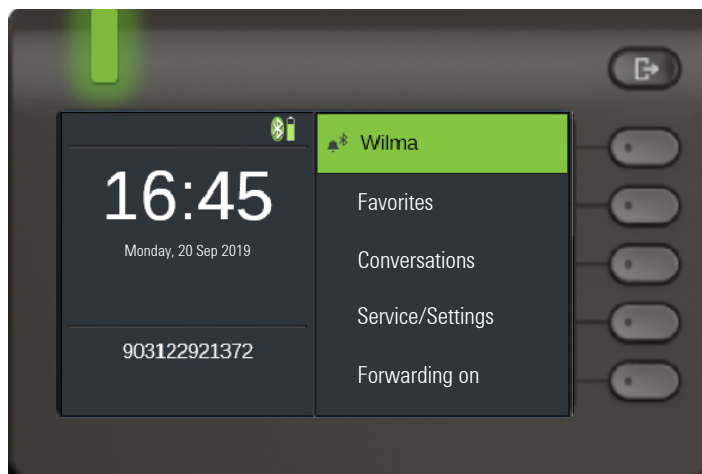 16:45
Monday, 20 Sep 2019
903122921372
Wilma
Favorites
Conversations
Service/Settings
Forwarding on